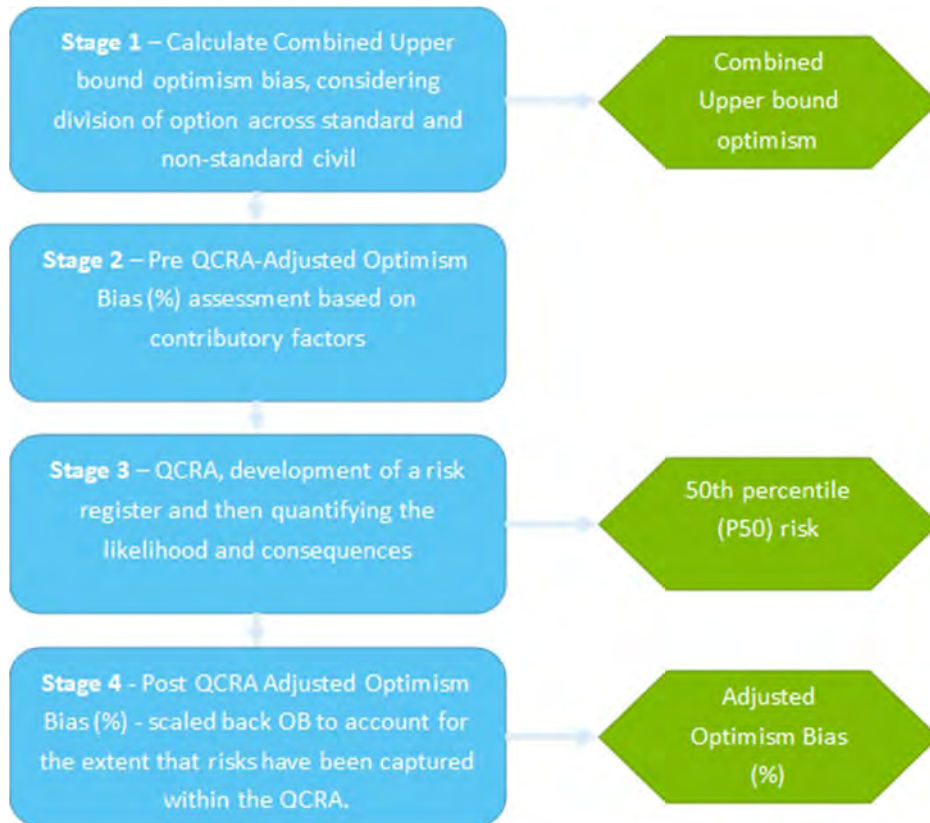 Stage 1 – Calculate Combined Upper
bound optimism bias, considering
division of option across standard and
non-standard civil
Combined
Upper bound
optimism
Stage 2 – Pre QCRA-Adjusted Optimism
Bias (%) assessment based on
contributory factors
Stage 3 – QCRA, development of a risk
register and then quantifying the
likelihood and consequences
50th percentile
(P50) risk
Stage 4 - Post QCRA Adjusted Optimism
Bias (%) - scaled back OB to account for
the extent that risks have been captured
within the QCRA.
Adjusted
Optimism Bias
(%)